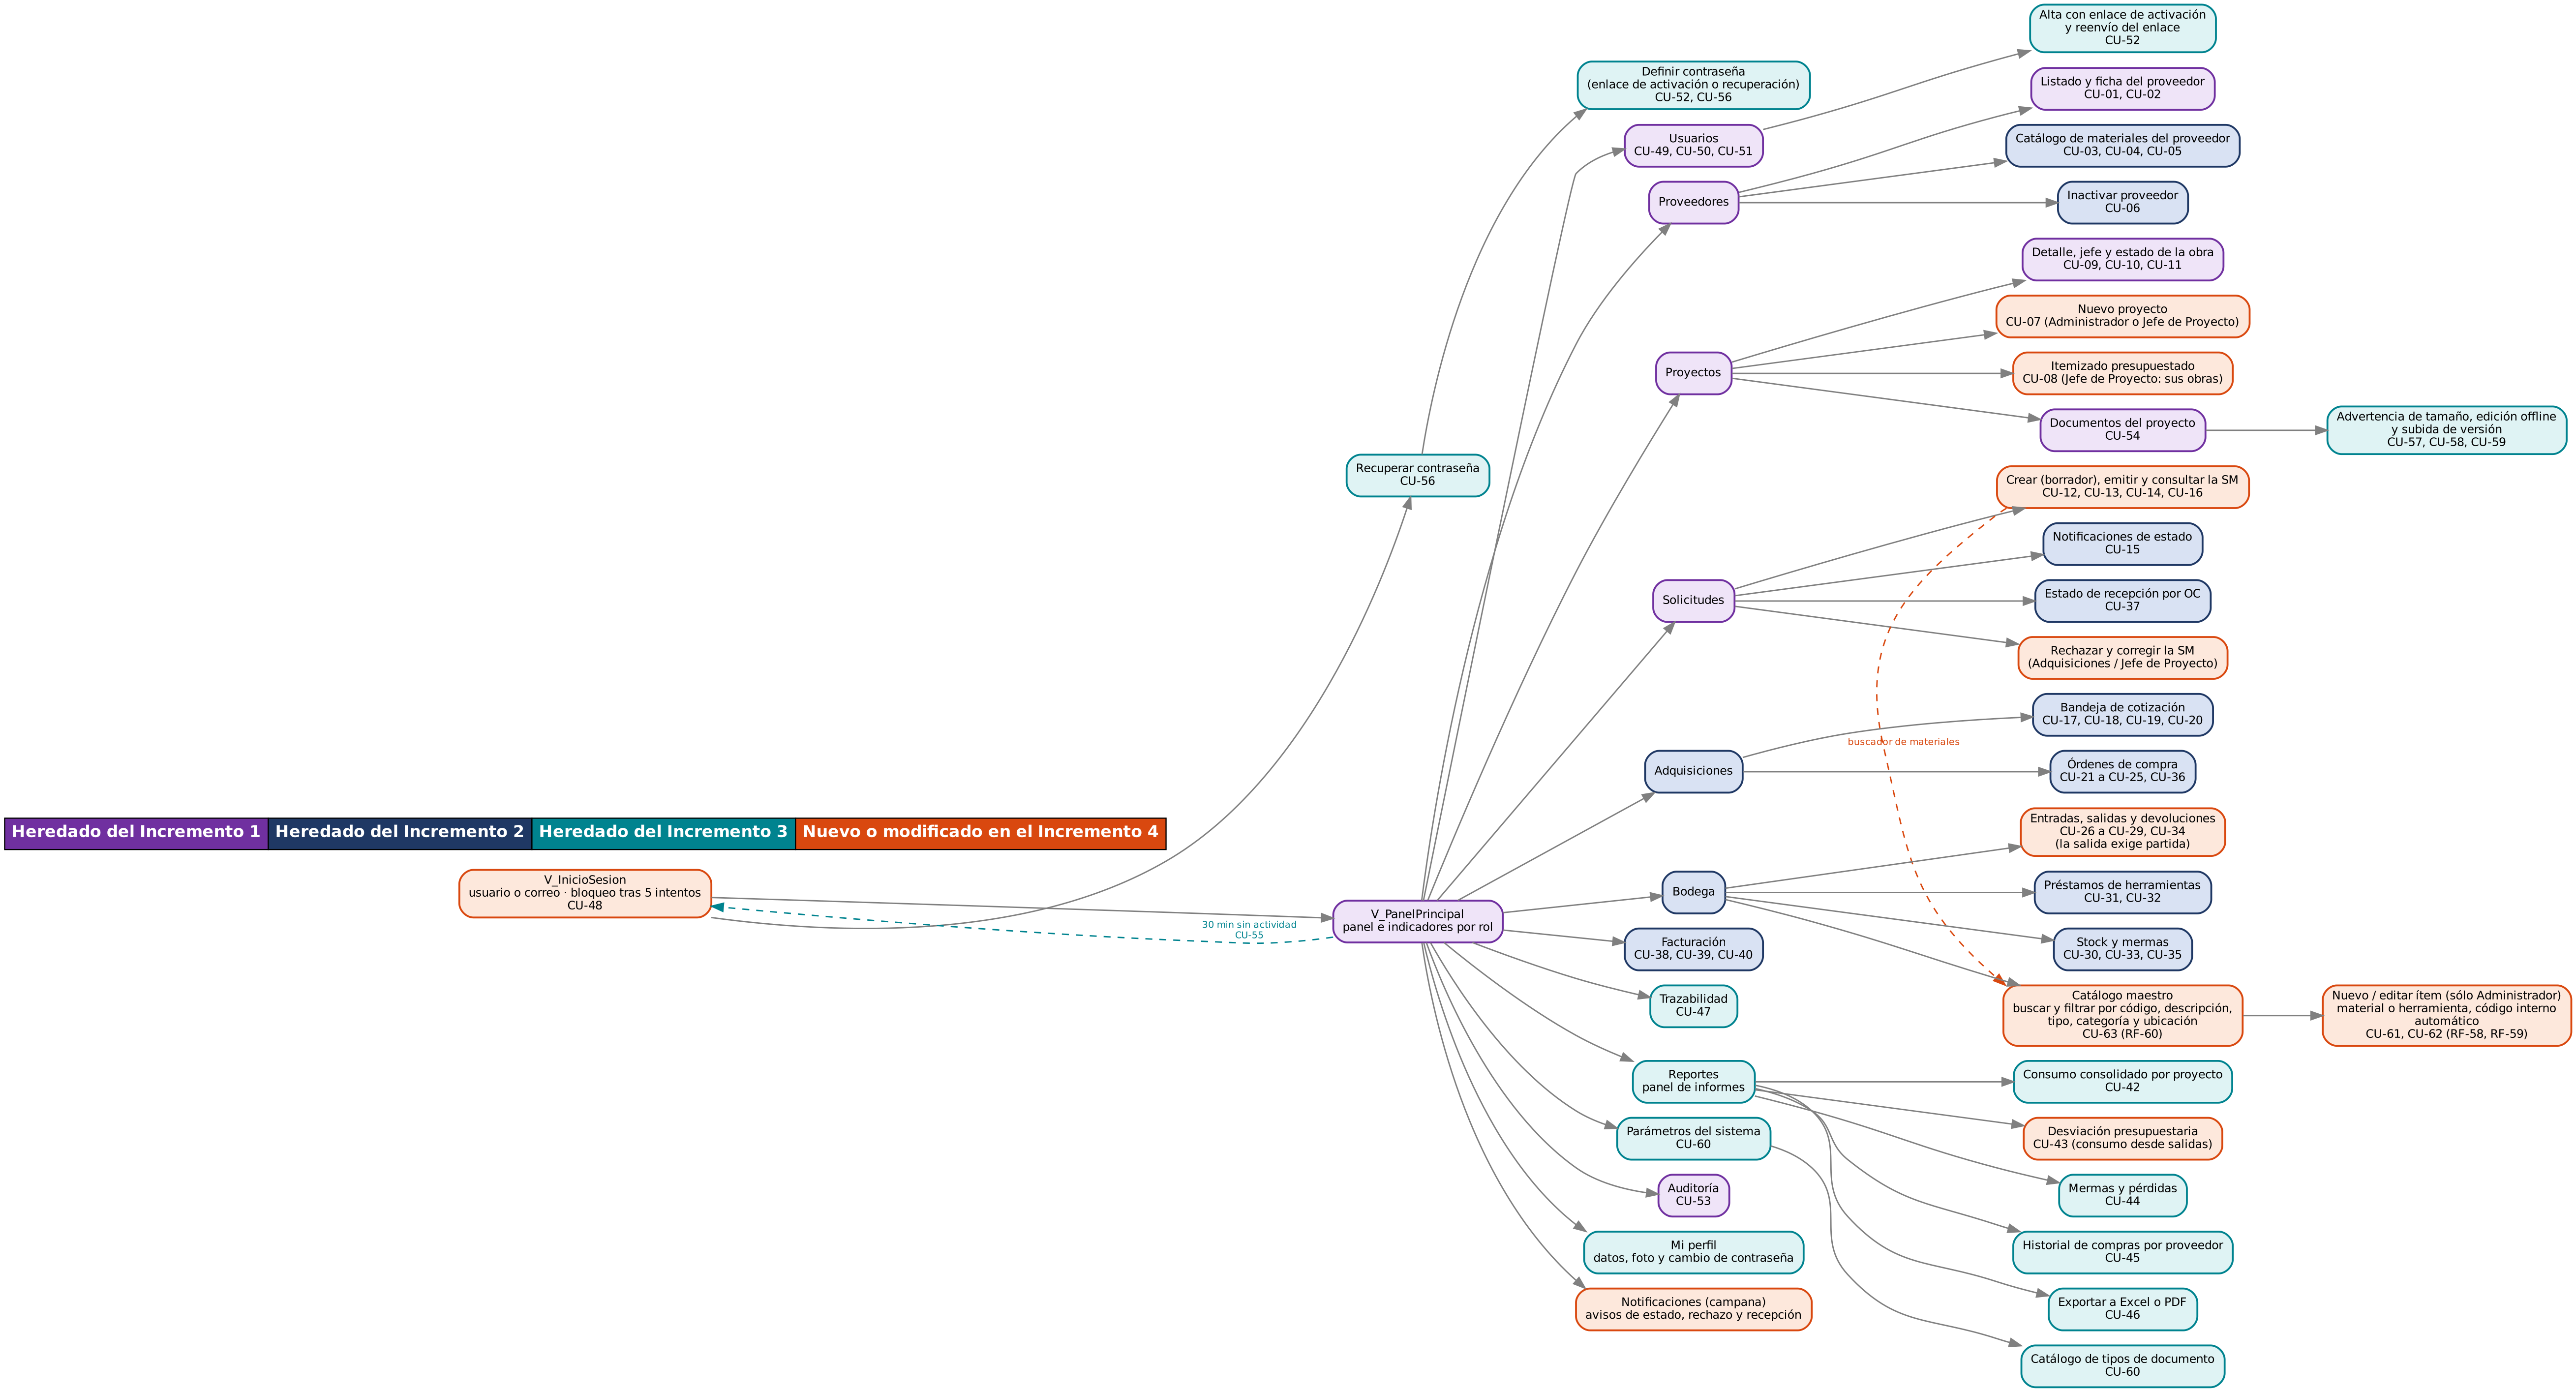 Alta con enlace de activación
y reenvío del enlace
CU-52
Definir contraseña
(enlace de activación o recuperación)
CU-52, CU-56
Listado y ficha del proveedor
CU-01, CU-02
Usuarios
CU-49, CU-50, CU-51
Catálogo de materiales del proveedor
CU-03, CU-04, CU-05
Proveedores
Inactivar proveedor
CU-06
Detalle, jefe y estado de la obra
CU-09, CU-10, CU-11
Nuevo proyecto
CU-07 (Administrador o Jefe de Proyecto)
Proyectos
Itemizado presupuestado
CU-08 (Jefe de Proyecto: sus obras)
Documentos del proyecto
CU-54
Advertencia de tamaño, edición offline
y subida de versión
CU-57, CU-58, CU-59
Recuperar contraseña
CU-56
Crear (borrador), emitir y consultar la SM
CU-12, CU-13, CU-14, CU-16
Notificaciones de estado
CU-15
Solicitudes
Estado de recepción por OC
CU-37
Rechazar y corregir la SM
(Adquisiciones / Jefe de Proyecto)
Bandeja de cotización
CU-17, CU-18, CU-19, CU-20
buscador de materiales
Adquisiciones
Órdenes de compra
CU-21 a CU-25, CU-36
Heredado del Incremento 1
Heredado del Incremento 2
Heredado del Incremento 3
Nuevo o modificado en el Incremento 4
Entradas, salidas y devoluciones
CU-26 a CU-29, CU-34
(la salida exige partida)
V_InicioSesion
usuario o correo · bloqueo tras 5 intentos
CU-48
Bodega
Préstamos de herramientas
CU-31, CU-32
30 min sin actividad
CU-55
V_PanelPrincipal
panel e indicadores por rol
Facturación
CU-38, CU-39, CU-40
Stock y mermas
CU-30, CU-33, CU-35
Trazabilidad
CU-47
Catálogo maestro
buscar y filtrar por código, descripción,
tipo, categoría y ubicación
CU-63 (RF-60)
Nuevo / editar ítem (sólo Administrador)
material o herramienta, código interno
automático
CU-61, CU-62 (RF-58, RF-59)
Reportes
panel de informes
Consumo consolidado por proyecto
CU-42
Parámetros del sistema
CU-60
Desviación presupuestaria
CU-43 (consumo desde salidas)
Auditoría
CU-53
Mermas y pérdidas
CU-44
Mi perfil
datos, foto y cambio de contraseña
Historial de compras por proveedor
CU-45
Notificaciones (campana)
avisos de estado, rechazo y recepción
Exportar a Excel o PDF
CU-46
Catálogo de tipos de documento
CU-60